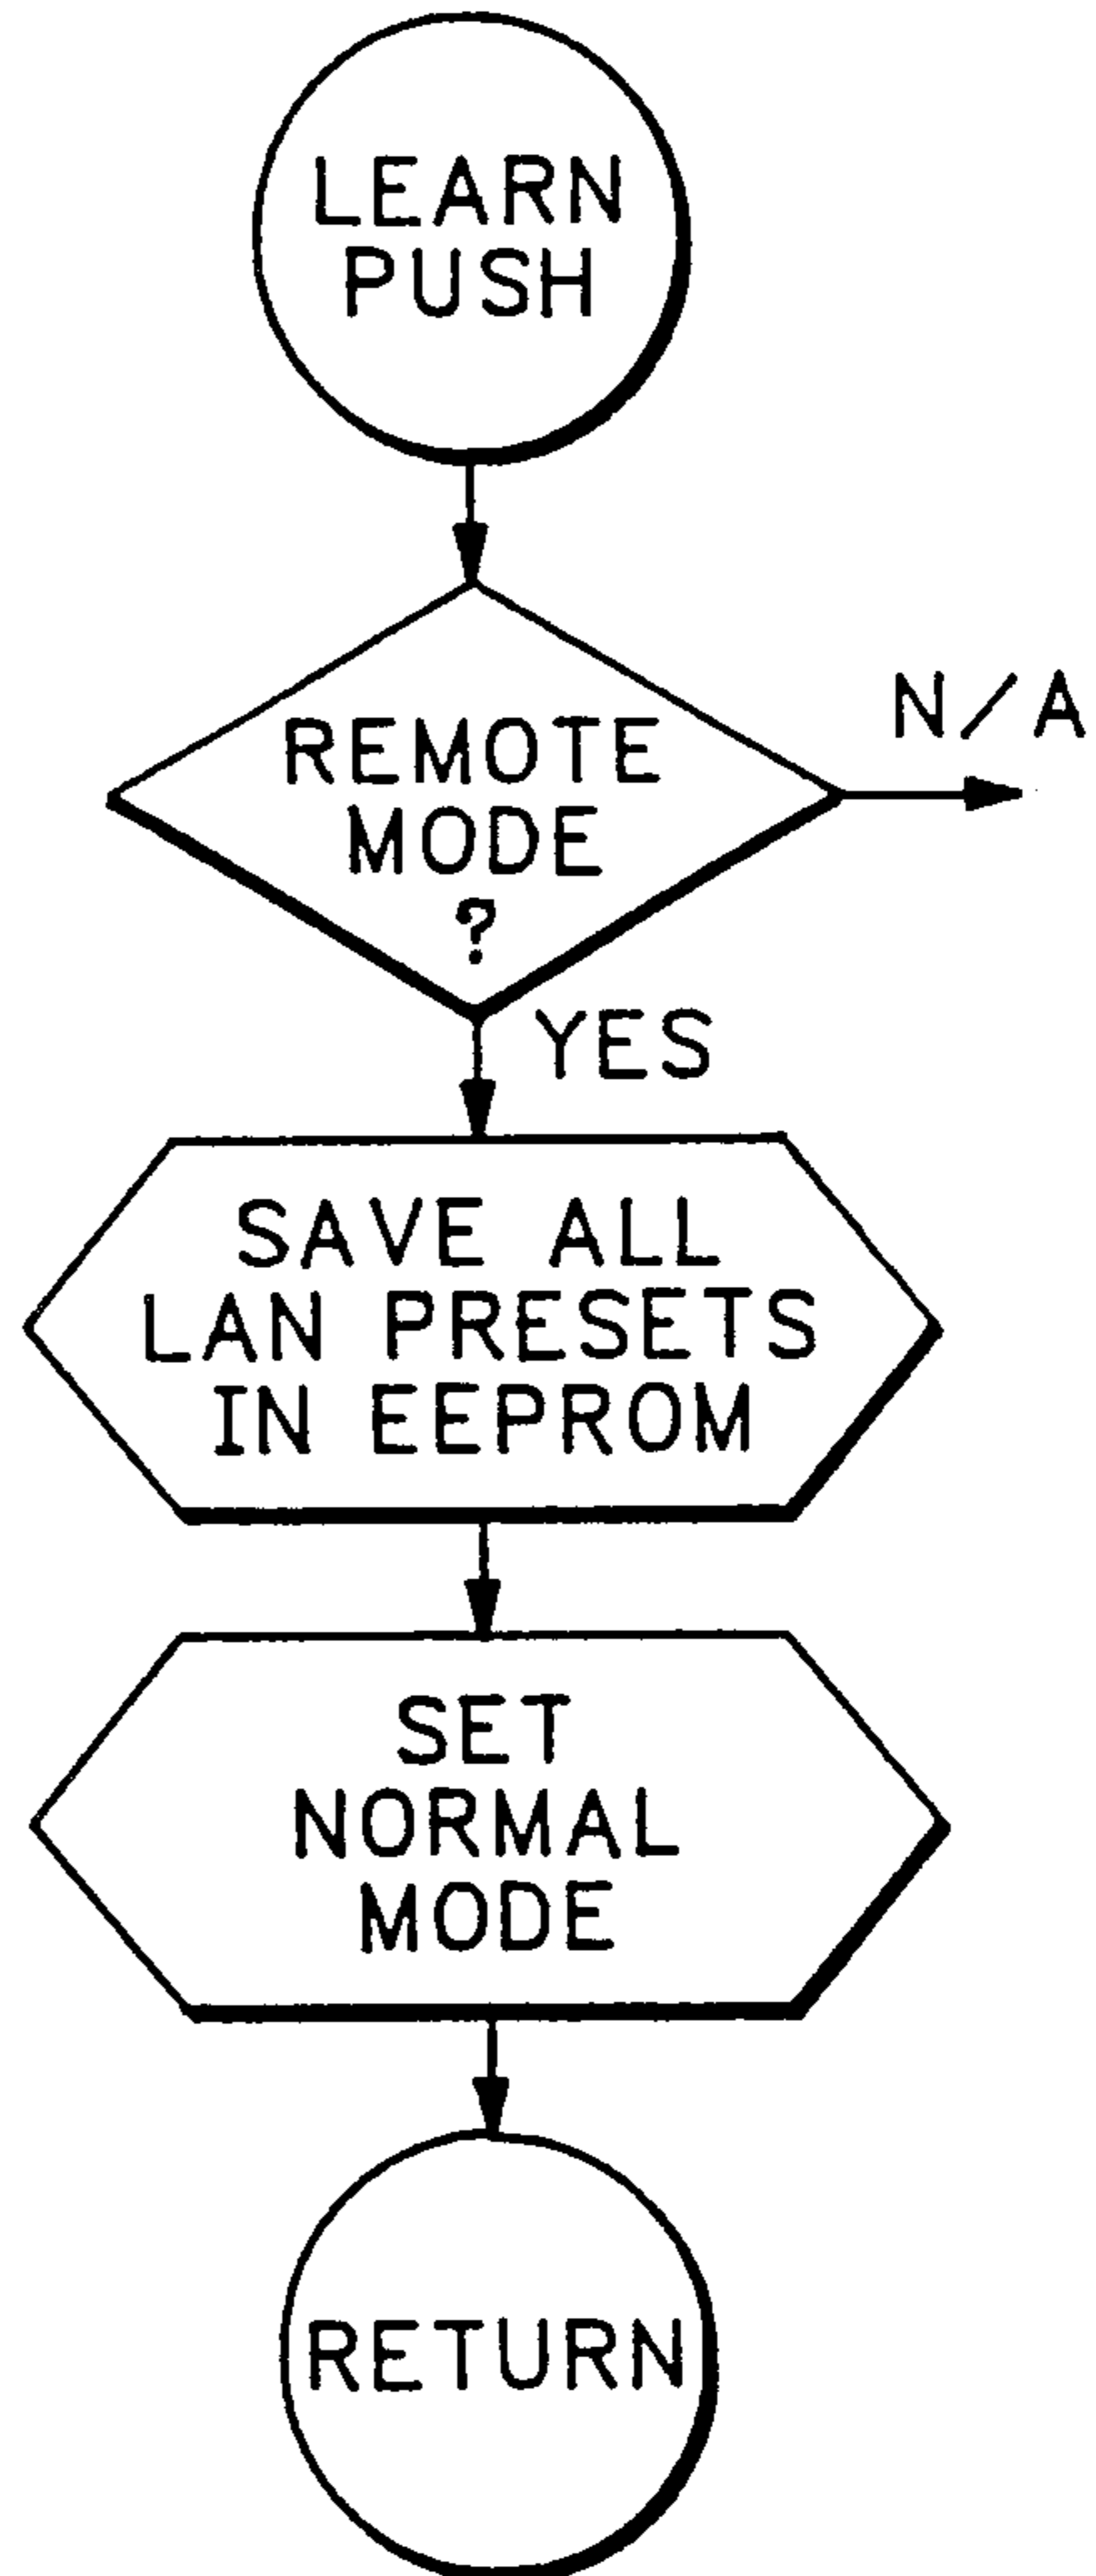 LEARN
PUSH
REMOTE
MODE
?
N/A
YES
SAVE ALL
LAN PRESETS
IN EEPROM
SET
NORMAL
MODE
RETURN